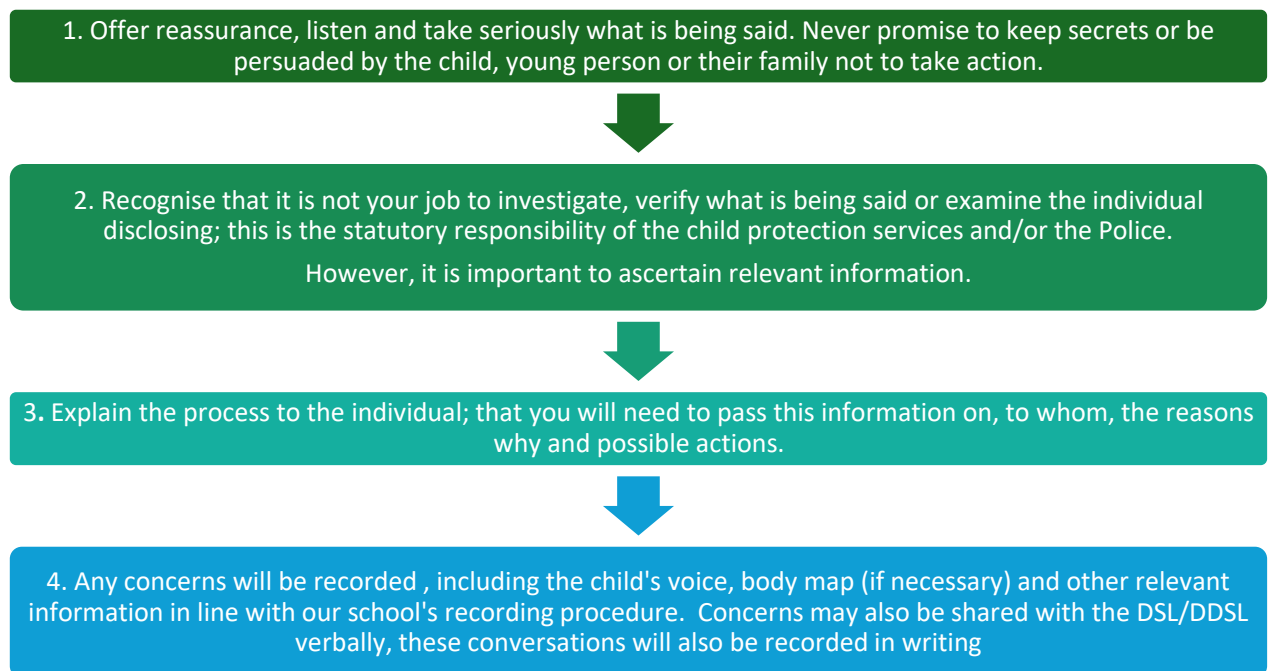 1. Offer reassurance, listen and take seriously what is being said. Never promise to keep secrets or be
persuaded by the child, young person or their family not to take action.
2. Recognise that it is not your job to investigate, verify what is being said or examine the individual
disclosing; this is the statutory responsibility of the child protection services and/or the Police.
However, it is important to ascertain relevant information.
3. Explain the process to the individual; that you will need to pass this information on, to whom, the reasons
why and possible actions.
4. Any concerns will be recorded , including the child's voice, body map (if necessary) and other relevant
information in line with our school's recording procedure.  Concerns may also be shared with the DSL/DDSL
verbally, these conversations will also be recorded in writing